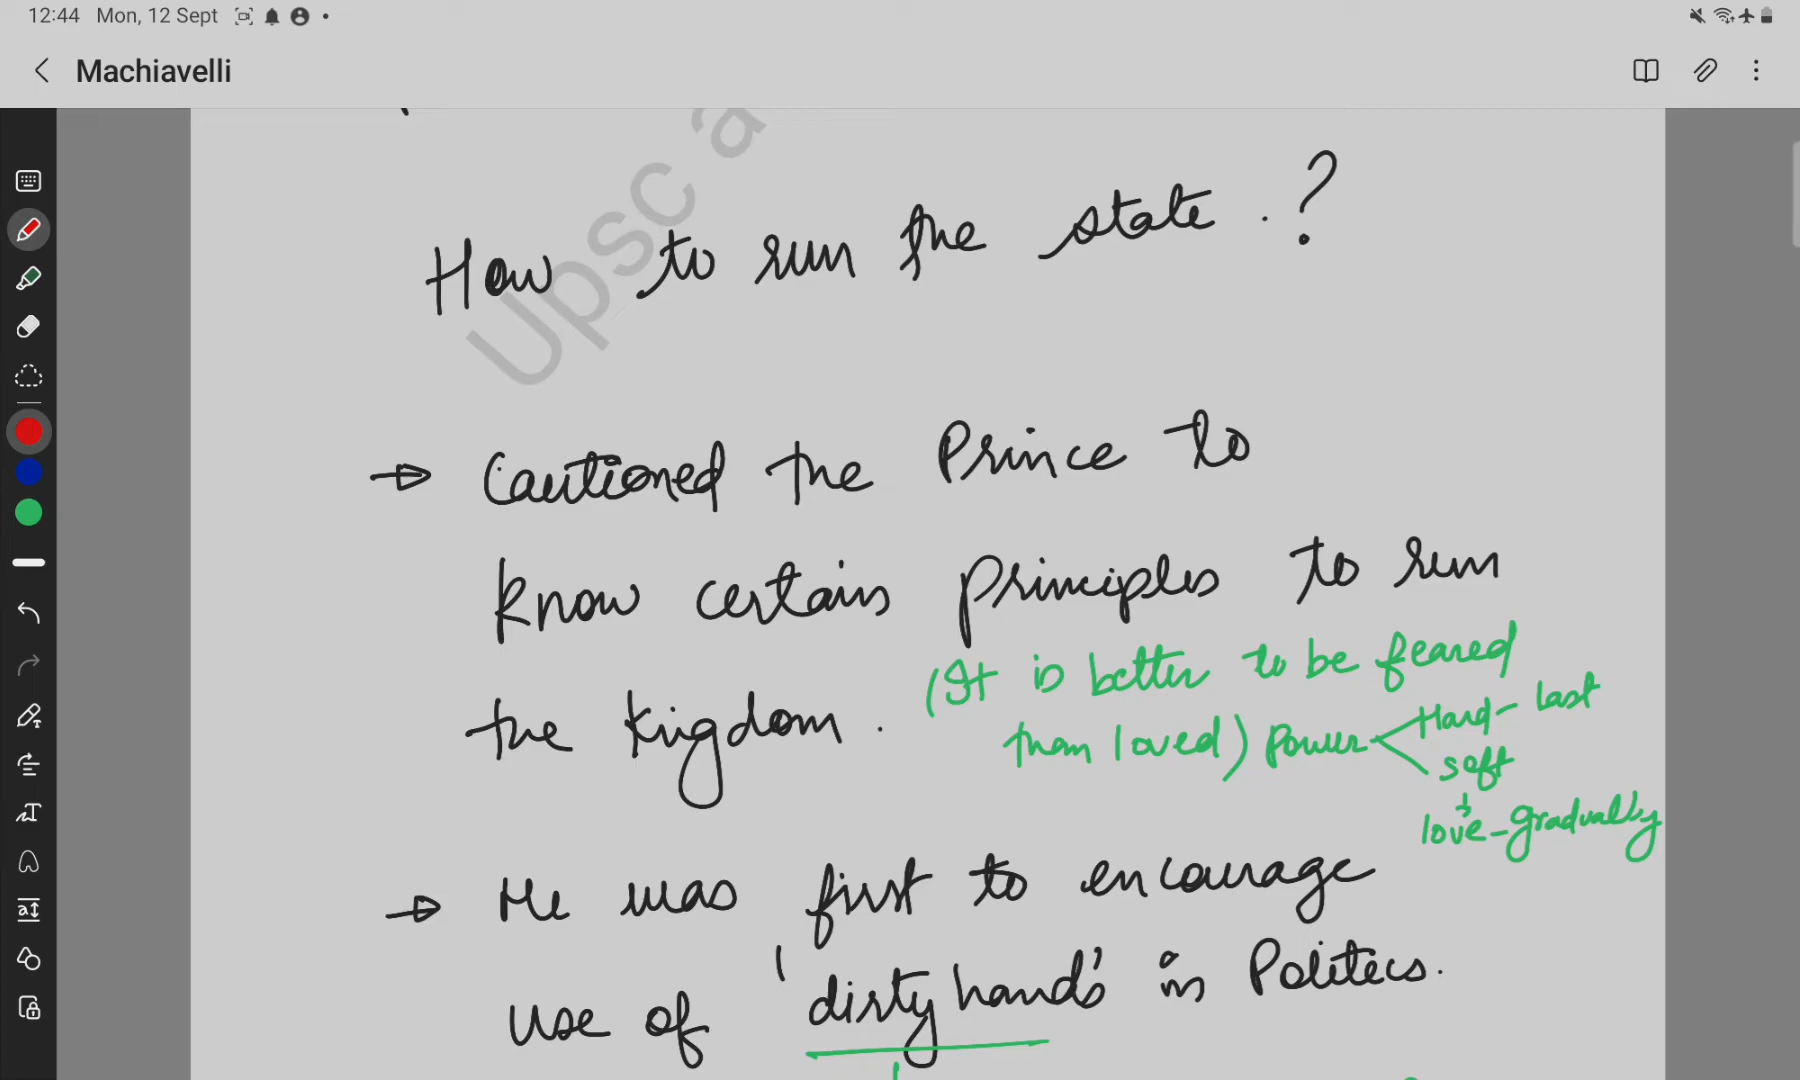 12:44 Mon, 12 Sept
Machiavelli
Upsc a
How to run the state . ?
Cautioned the Prince to
know certain principles to run
the kigdom .
(It is better to be feared
than loved) Power Hard - last
soft
love - gradually
He was first to encourage
use of 'dirty hands' in Politics.